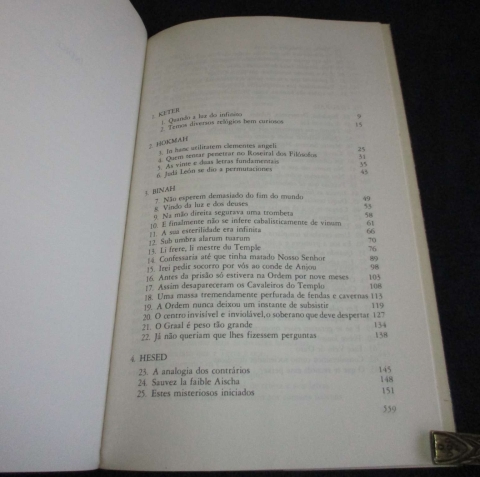 1. KETER
1. Quando a luz do infinito 9
2. Temos diversos relógios bem curiosos 15
2. HOKMAH
3. In hanc utilitatem clementes angeli 25
4. Quem tentar penetrar no Roseiral dos Filósofos 31
5. As vinte e duas letras fundamentais 35
6. Judá León se dio a permutaciones 45
3. BINAH
7. Não esperem demasiado do fim do mundo 49
8. Vindo da luz e dos deuses 53
9. Na mão direita segurava uma trombeta 58
10. E finalmente não se infere cabalisticamente de vinum 61
11. A sua esterilidade era infinita 66
12. Sub umbra alarum tuarum 70
13. Li frere, li mestre du Temple 76
14. Confessaria até que tinha matado Nosso Senhor 89
15. Irei pedir socorro por vós ao conde de Anjou 98
16. Antes da prisão só estivera na Ordem por nove meses 105
17. Assim desapareceram os Cavaleiros do Templo 108
18. Uma massa tremendamente perfurada de fendas e cavernas 113
19. A Ordem nunca deixou um instante de subsistir 119
20. O centro invisível e inviolável, o soberano que deve despertar 127
21. O Graal é peso tão grande 134
22. Já não queriam que lhes fizessem perguntas 138
4. HESED
23. A analogia dos contrários 145
24. Sauvez la faible Aischa 148
25. Estes misteriosos iniciados 151
539